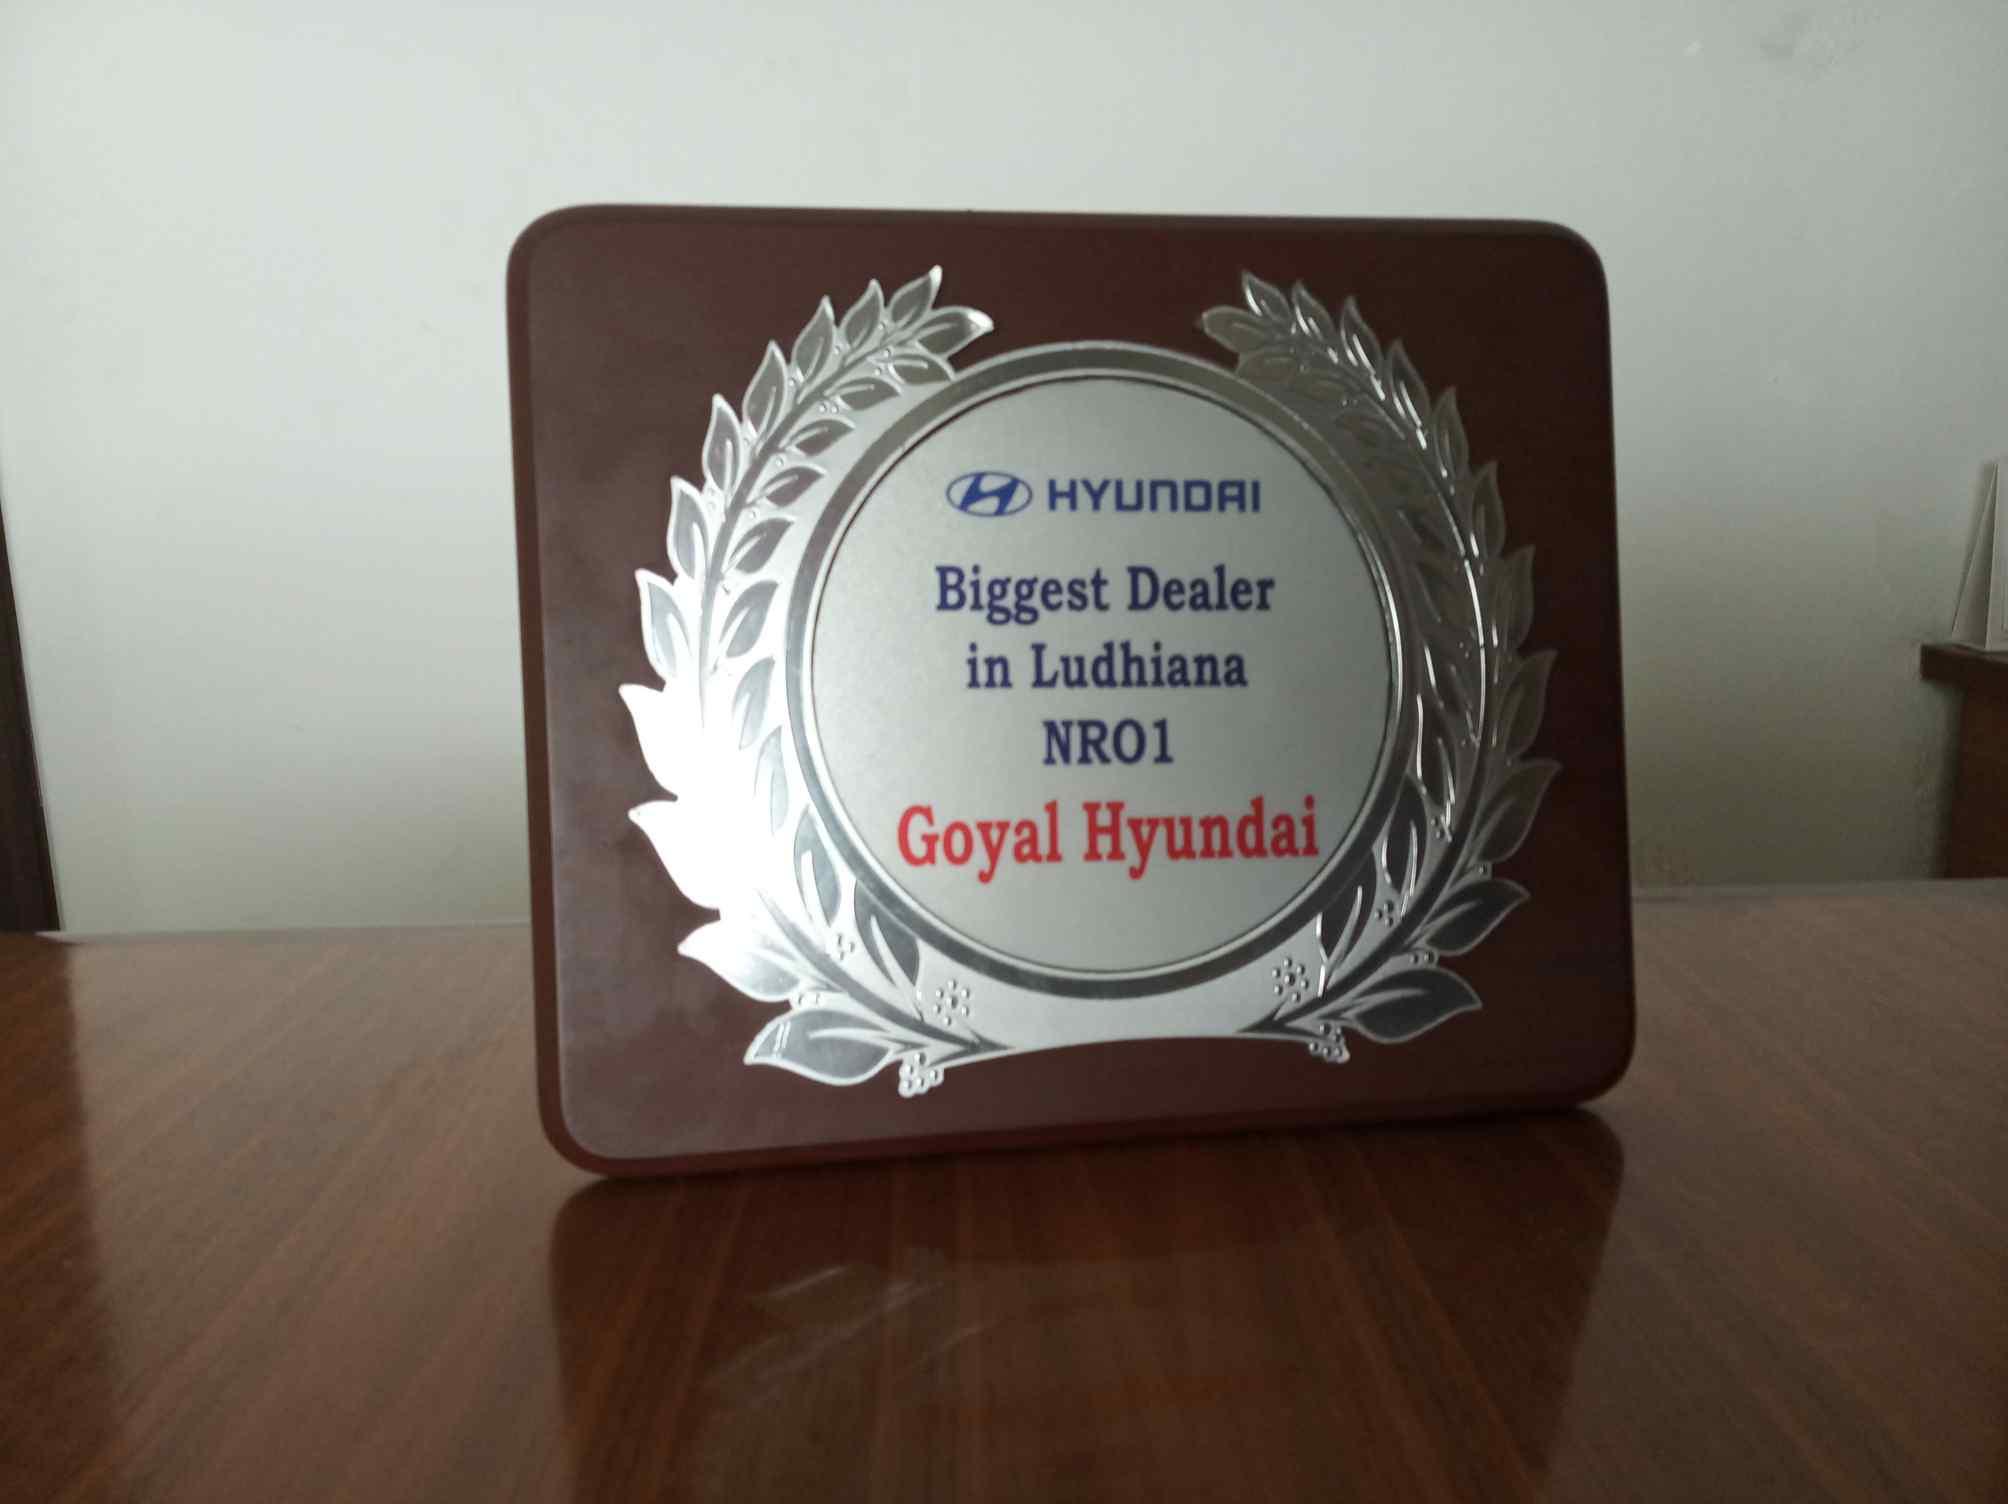 HYUNDAI
Biggest Dealer
in Ludhiana
NRO1
Goyal Hyundai